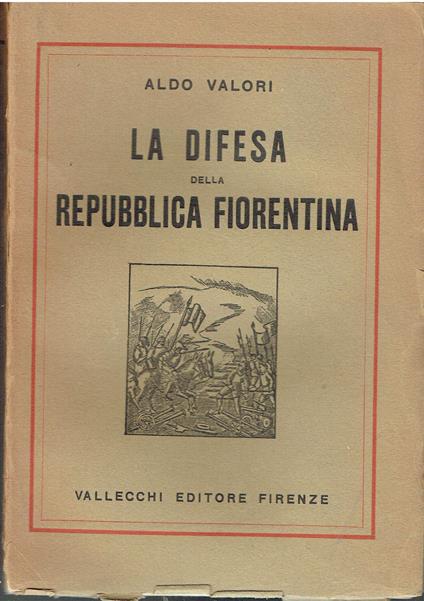 ALDO VALORI
LA DIFESA
DELLA
REPUBBLICA FIORENTINA
VALLECCHI EDITORE FIRENZE